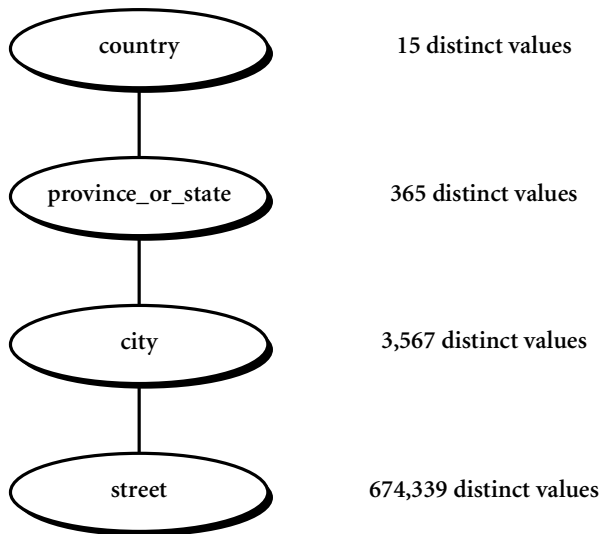 country 15 distinct values
province_or_state 365 distinct values
city 3,567 distinct values
street 674,339 distinct values